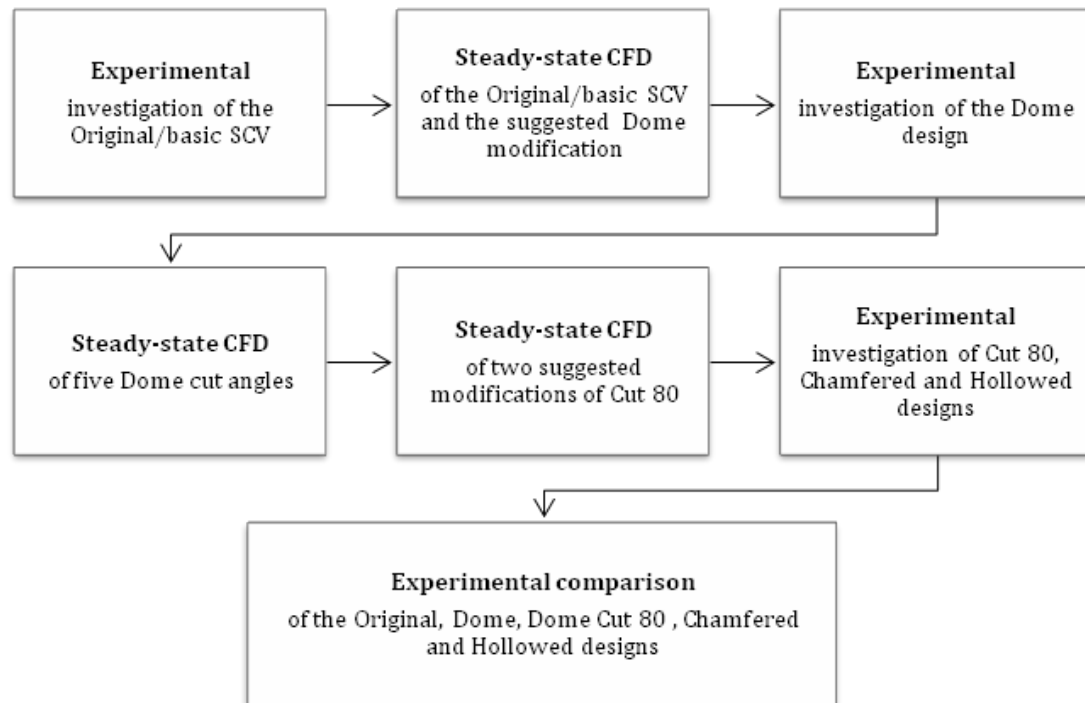 Experimental
investigation of the
Original/basic SCV
Steady-state CFD
of the Original/basic SCV
and the suggested Dome
modification
Experimental
investigation of the Dome
design
Steady-state CFD
of five Dome cut angles
Steady-state CFD
of two suggested
modifications of Cut 80
Experimental
investigation of Cut 80,
Chamfered and Hollowed
designs
Experimental comparison
of the Original, Dome, Dome Cut 80 , Chamfered
and Hollowed designs